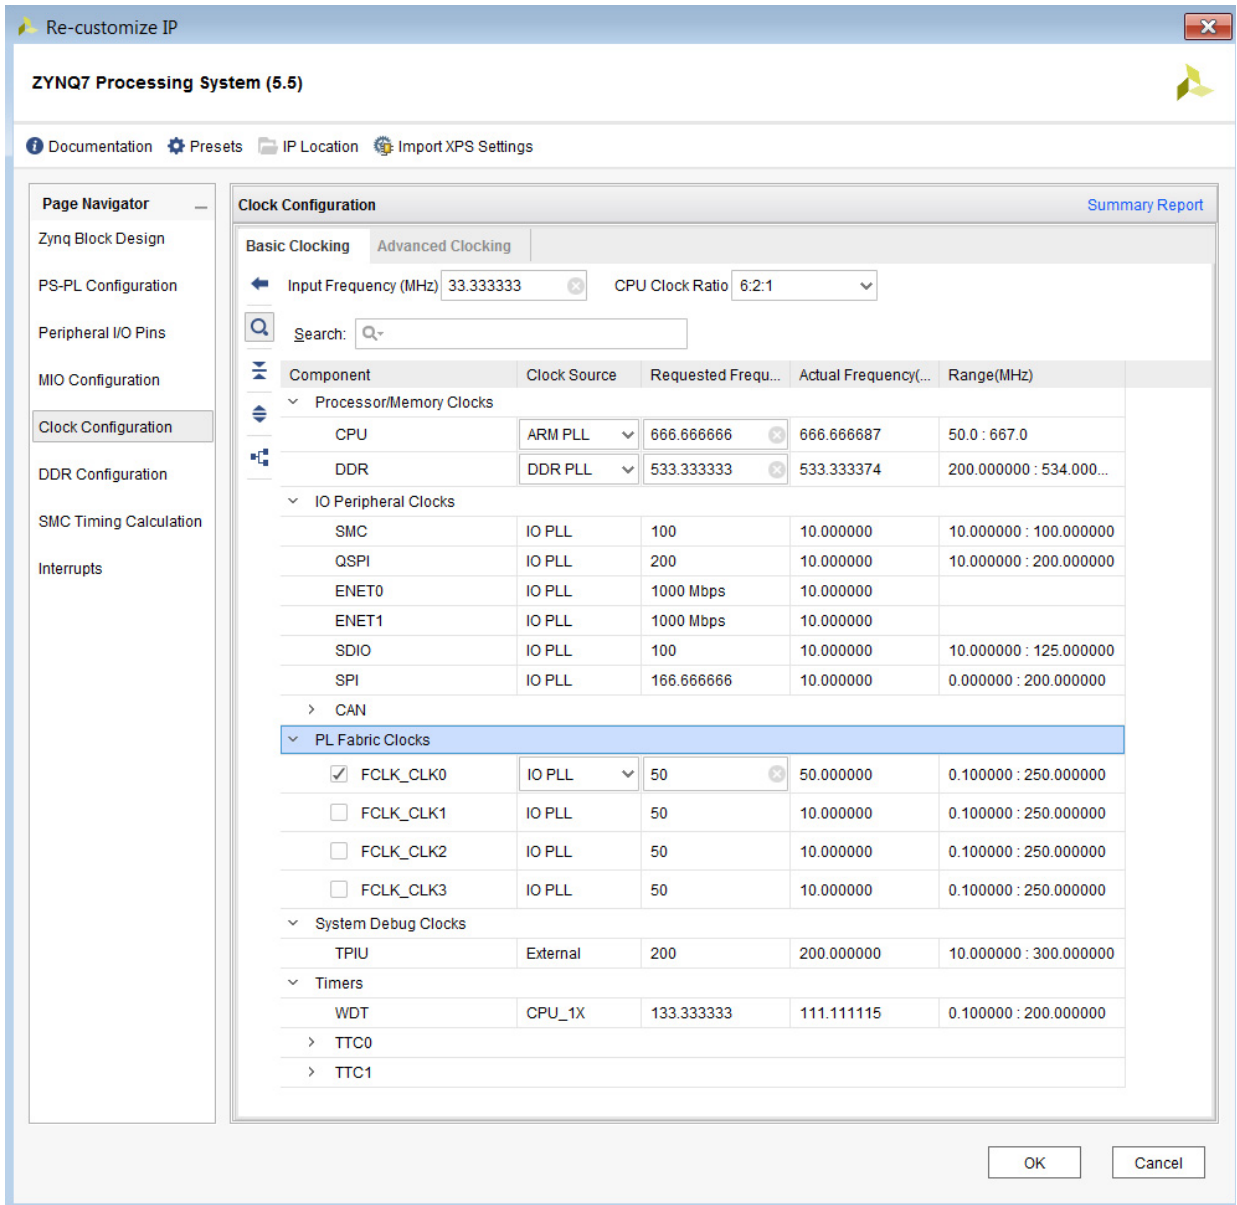 Re-customize IP
ZYNQ7 Processing System (5.5)
Documentation Presets IP Location Import XPS Settings
Page Navigator
Zynq Block Design
PS-PL Configuration
Peripheral I/O Pins
MIO Configuration
Clock Configuration
DDR Configuration
SMC Timing Calculation
Interrupts
Clock Configuration Summary Report
Basic Clocking Advanced Clocking
Input Frequency (MHz) 33.333333 CPU Clock Ratio 6:2:1
Search:
Component Clock Source Requested Frequ... Actual Frequency(... Range(MHz)
Processor/Memory Clocks
CPU ARM PLL 666.666666 666.666687 50.0 : 667.0
DDR DDR PLL 533.333333 533.333374 200.000000 : 534.000...
IO Peripheral Clocks
SMC IO PLL 100 10.000000 10.000000 : 100.000000
QSPI IO PLL 200 10.000000 10.000000 : 200.000000
ENET0 IO PLL 1000 Mbps 10.000000
ENET1 IO PLL 1000 Mbps 10.000000
SDIO IO PLL 100 10.000000 10.000000 : 125.000000
SPI IO PLL 166.666666 10.000000 0.000000 : 200.000000
CAN
PL Fabric Clocks
FCLK_CLK0 IO PLL 50 50.000000 0.100000 : 250.000000
FCLK_CLK1 IO PLL 50 10.000000 0.100000 : 250.000000
FCLK_CLK2 IO PLL 50 10.000000 0.100000 : 250.000000
FCLK_CLK3 IO PLL 50 10.000000 0.100000 : 250.000000
System Debug Clocks
TPIU External 200 200.000000 10.000000 : 300.000000
Timers
WDT CPU_1X 133.333333 111.111115 0.100000 : 200.000000
TTC0
TTC1
OK Cancel